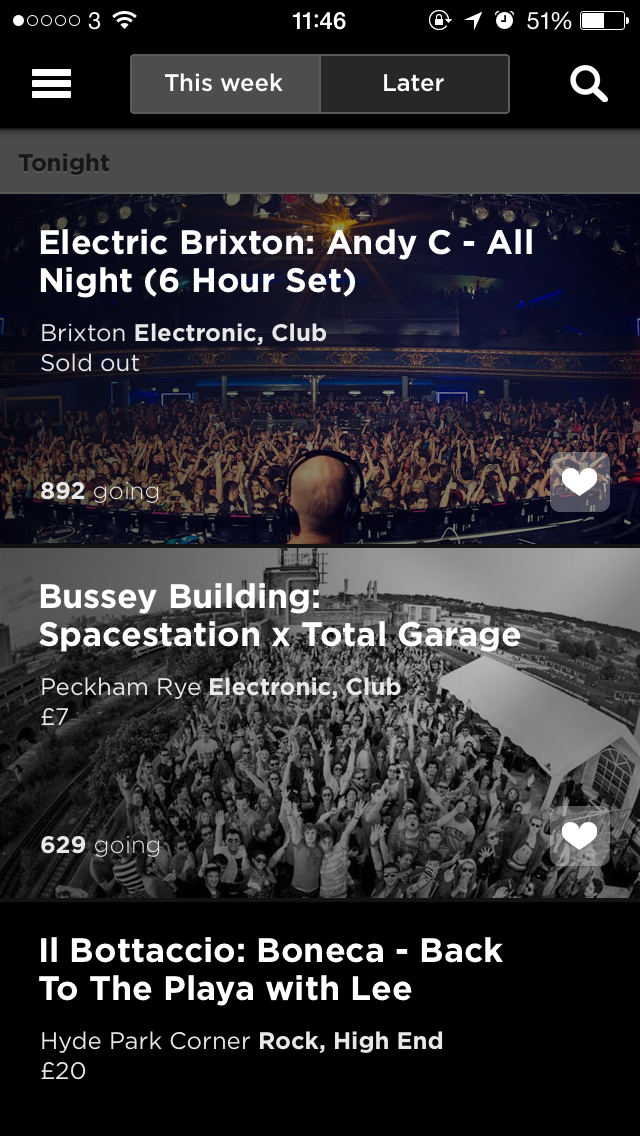 3 11:46 51%
This week Later
Tonight
Electric Brixton: Andy C - All
Night (6 Hour Set)
Brixton Electronic, Club
Sold out
892 going
Bussey Building:
Spacestation x Total Garage
Peckham Rye Electronic, Club
£7
629 going
Il Bottaccio: Boneca - Back
To The Playa with Lee
Hyde Park Corner Rock, High End
£20